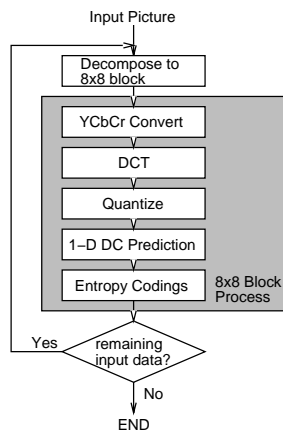 Input Picture
Decompose to
8x8 block
YCbCr Convert
DCT
Quantize
1–D DC Prediction
Entropy Codings
8x8 Block
Process
Yes
remaining
input data?
No
END